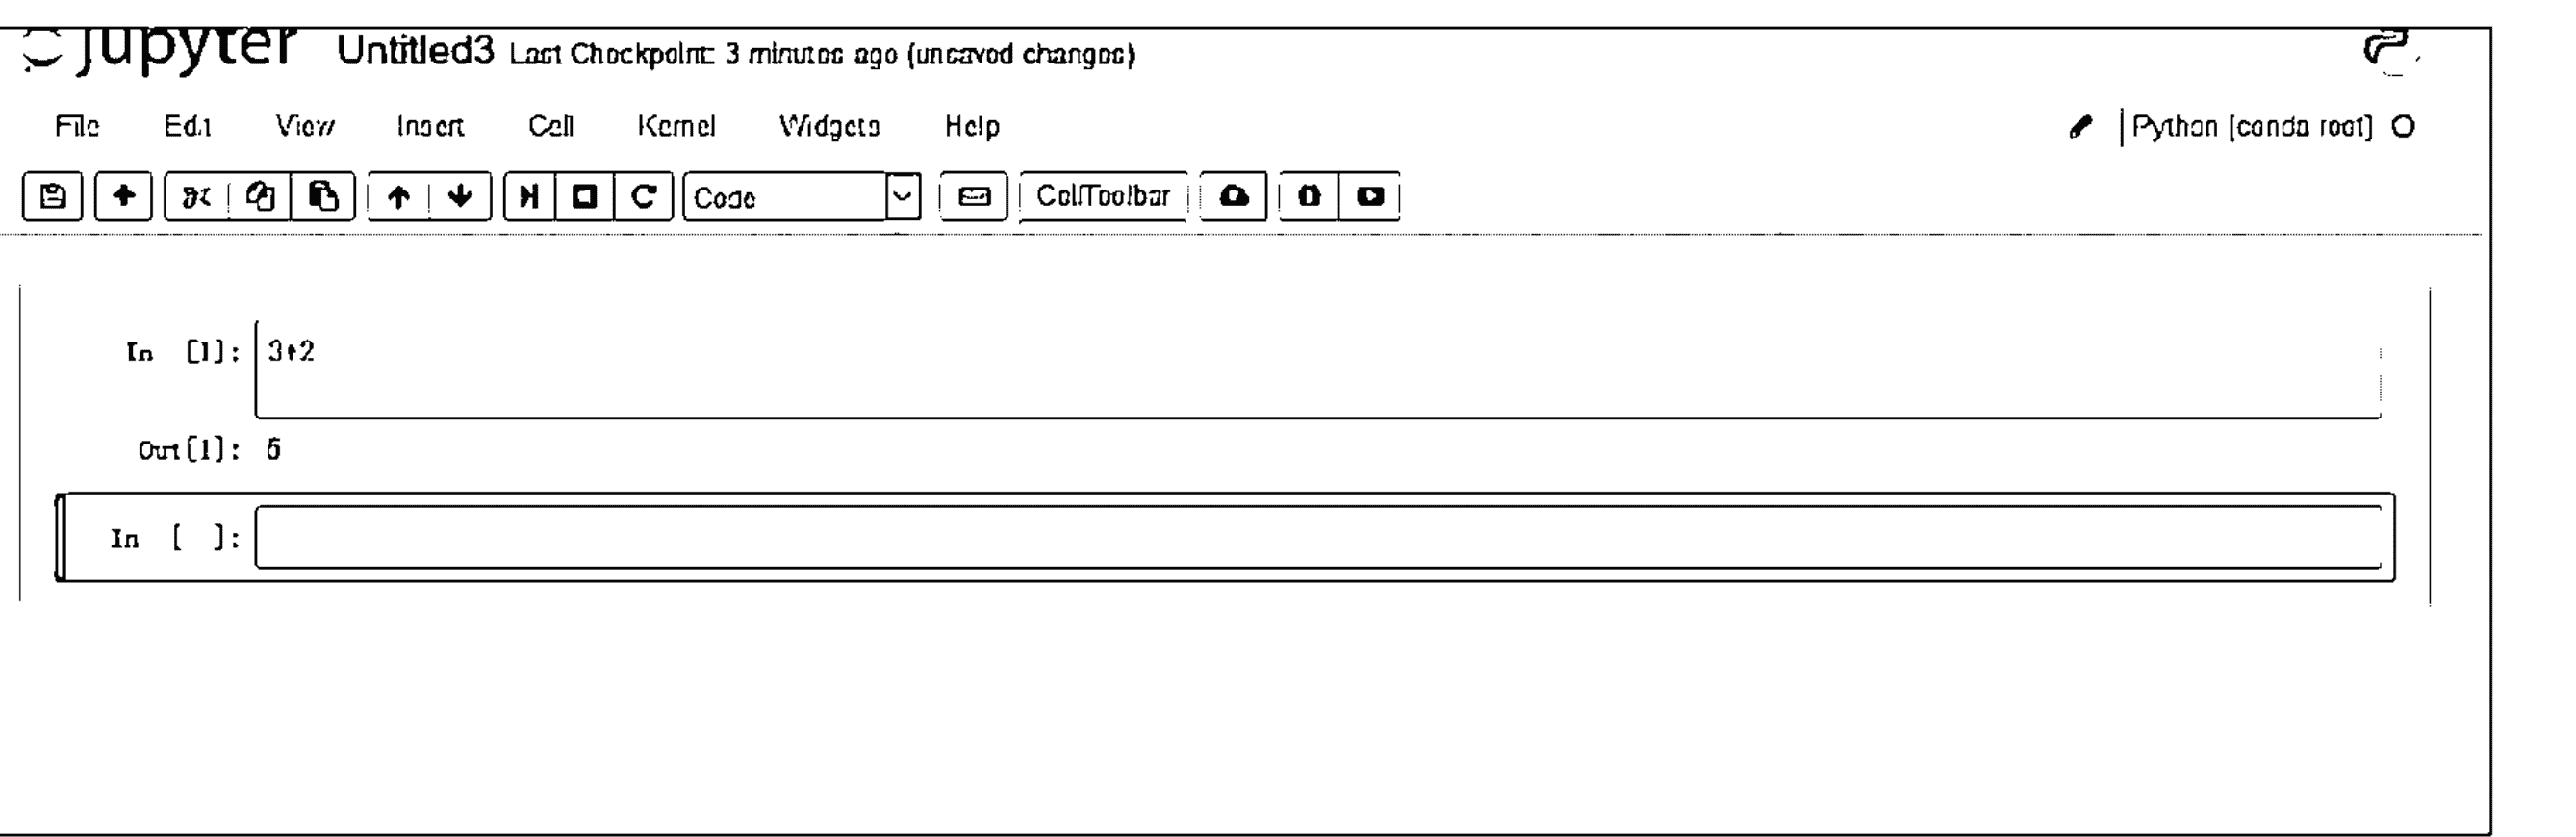 jupyter Untitled3 Last Checkpoint: 3 minutes ago (unsaved changes)
File Edit View Insert Cell Kernel Widgets Help Python [conda root]
Code CellToolbar
In [1]: 3+2
Out[1]: 5
In [ ]: